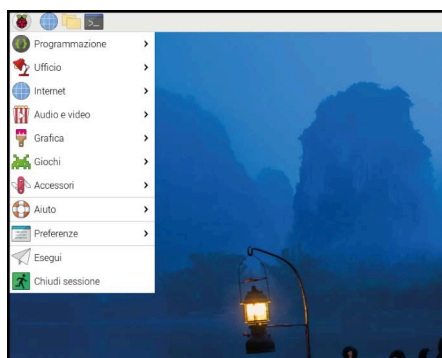 Programmazione
Ufficio
Internet
Audio e video
Grafica
Giochi
Accessori
Aiuto
Preferenze
Esegui
Chiudi sessione